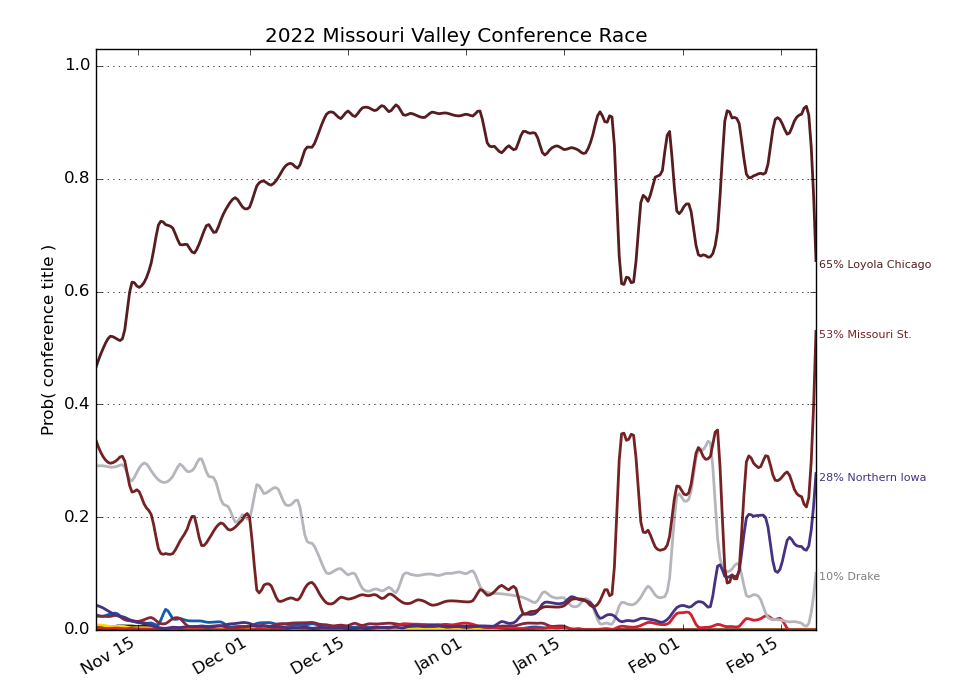 2022 Missouri Valley Conference Race
1.0
0.8
0.6
0.4
0.2
0.0
Prob( conference title )
65% Loyola Chicago
53% Missouri St.
28% Northern Iowa
10% Drake
Nov 15
Dec 01
Dec 15
Jan 01
Jan 15
Feb 01
Feb 15